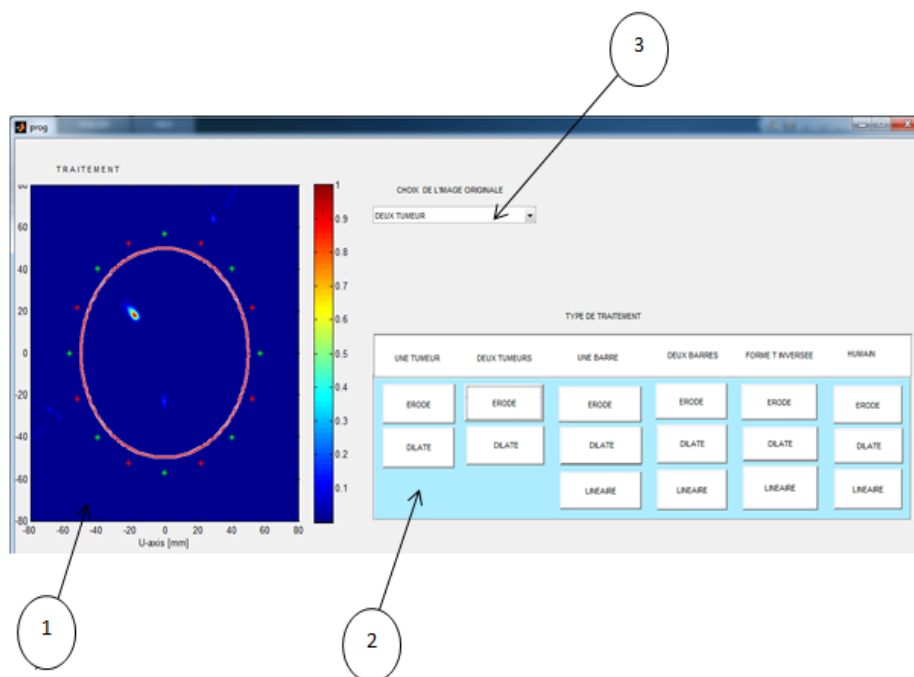 3
prog
TRAITEMENT
CHOIX DE L'IMAGE ORIGINALE
DEUX TUMEUR
80
60
40
20
0
-20
-40
-60
-80
-80 -60 -40 -20 0 20 40 60 80
U-axis [mm]
1
0.9
0.8
0.7
0.6
0.5
0.4
0.3
0.2
0.1
TYPE DE TRAITEMENT
UNE TUMEUR DEUX TUMEURS UNE BARRE DEUX BARRES FORME T INVERSEE HUMAIN
ERODE ERODE ERODE ERODE ERODE ERODE
DILATE DILATE DILATE DILATE DILATE DILATE
LINEAIRE LINEAIRE LINEAIRE LINEAIRE
1
2